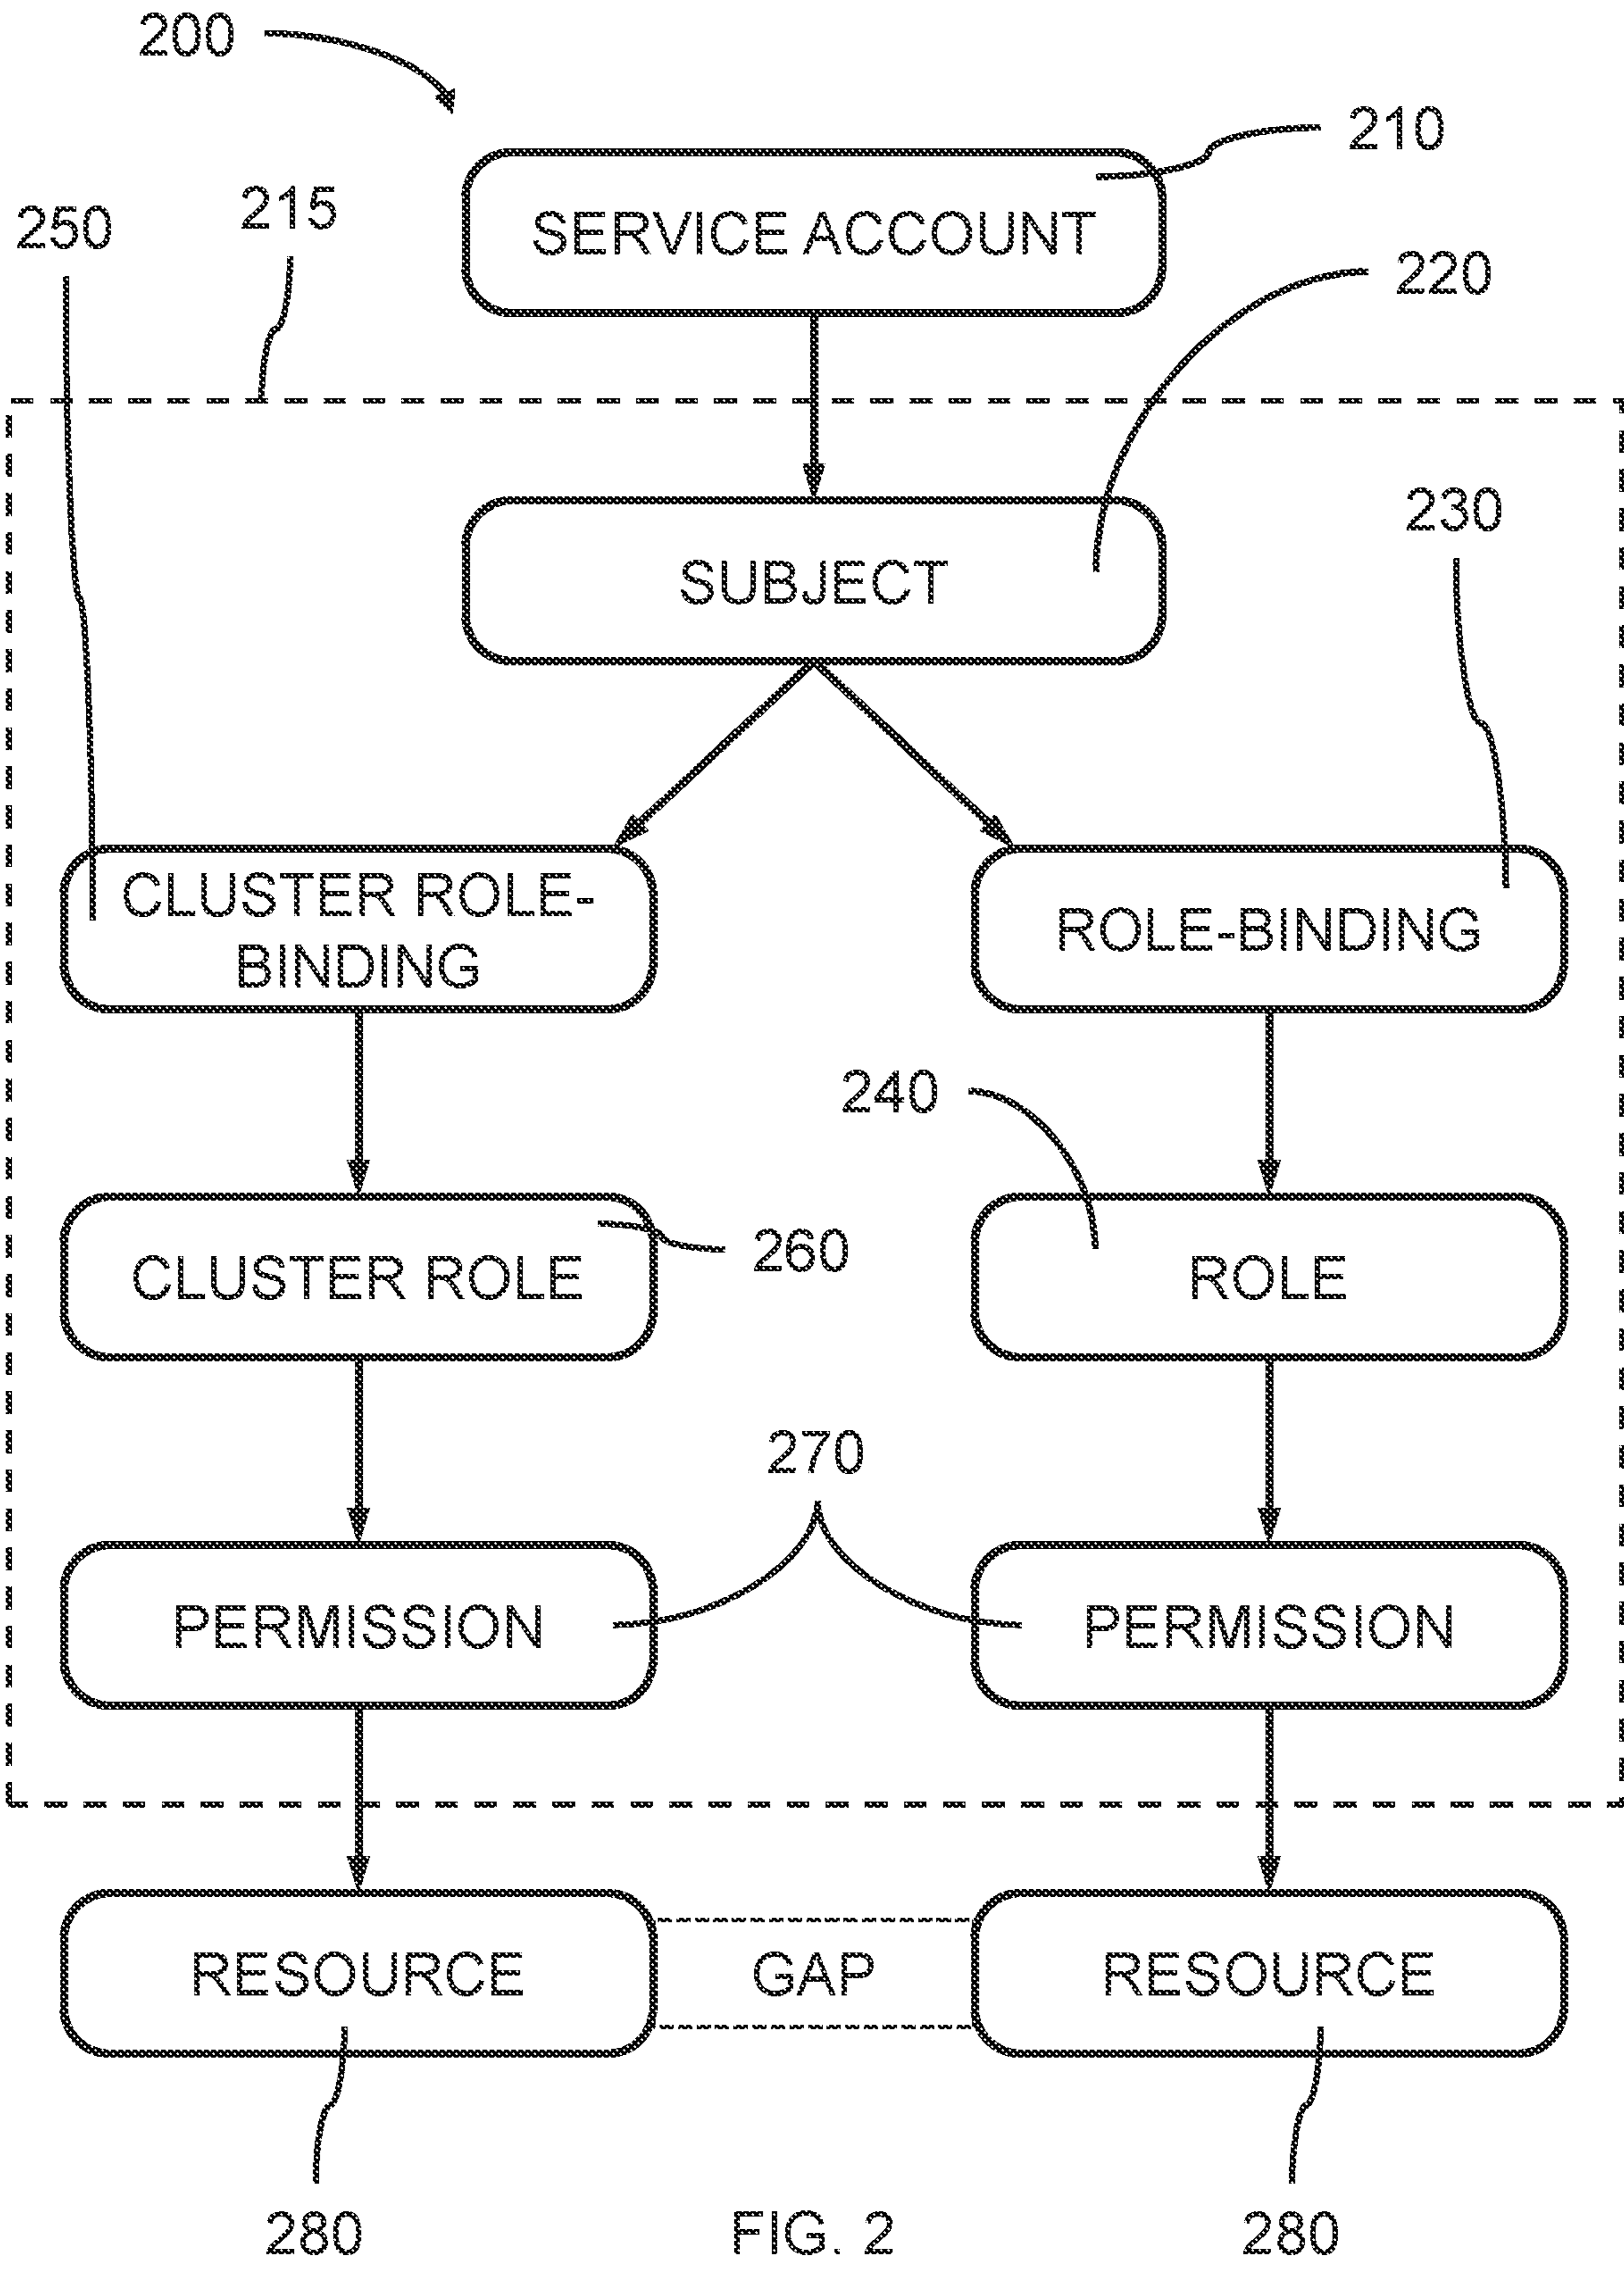 200
210
SERVICE ACCOUNT
215
250
220
SUBJECT
230
CLUSTER ROLE-
BINDING
ROLE-BINDING
240
CLUSTER ROLE
260
ROLE
270
PERMISSION
PERMISSION
RESOURCE
GAP
RESOURCE
280
FIG. 2
280